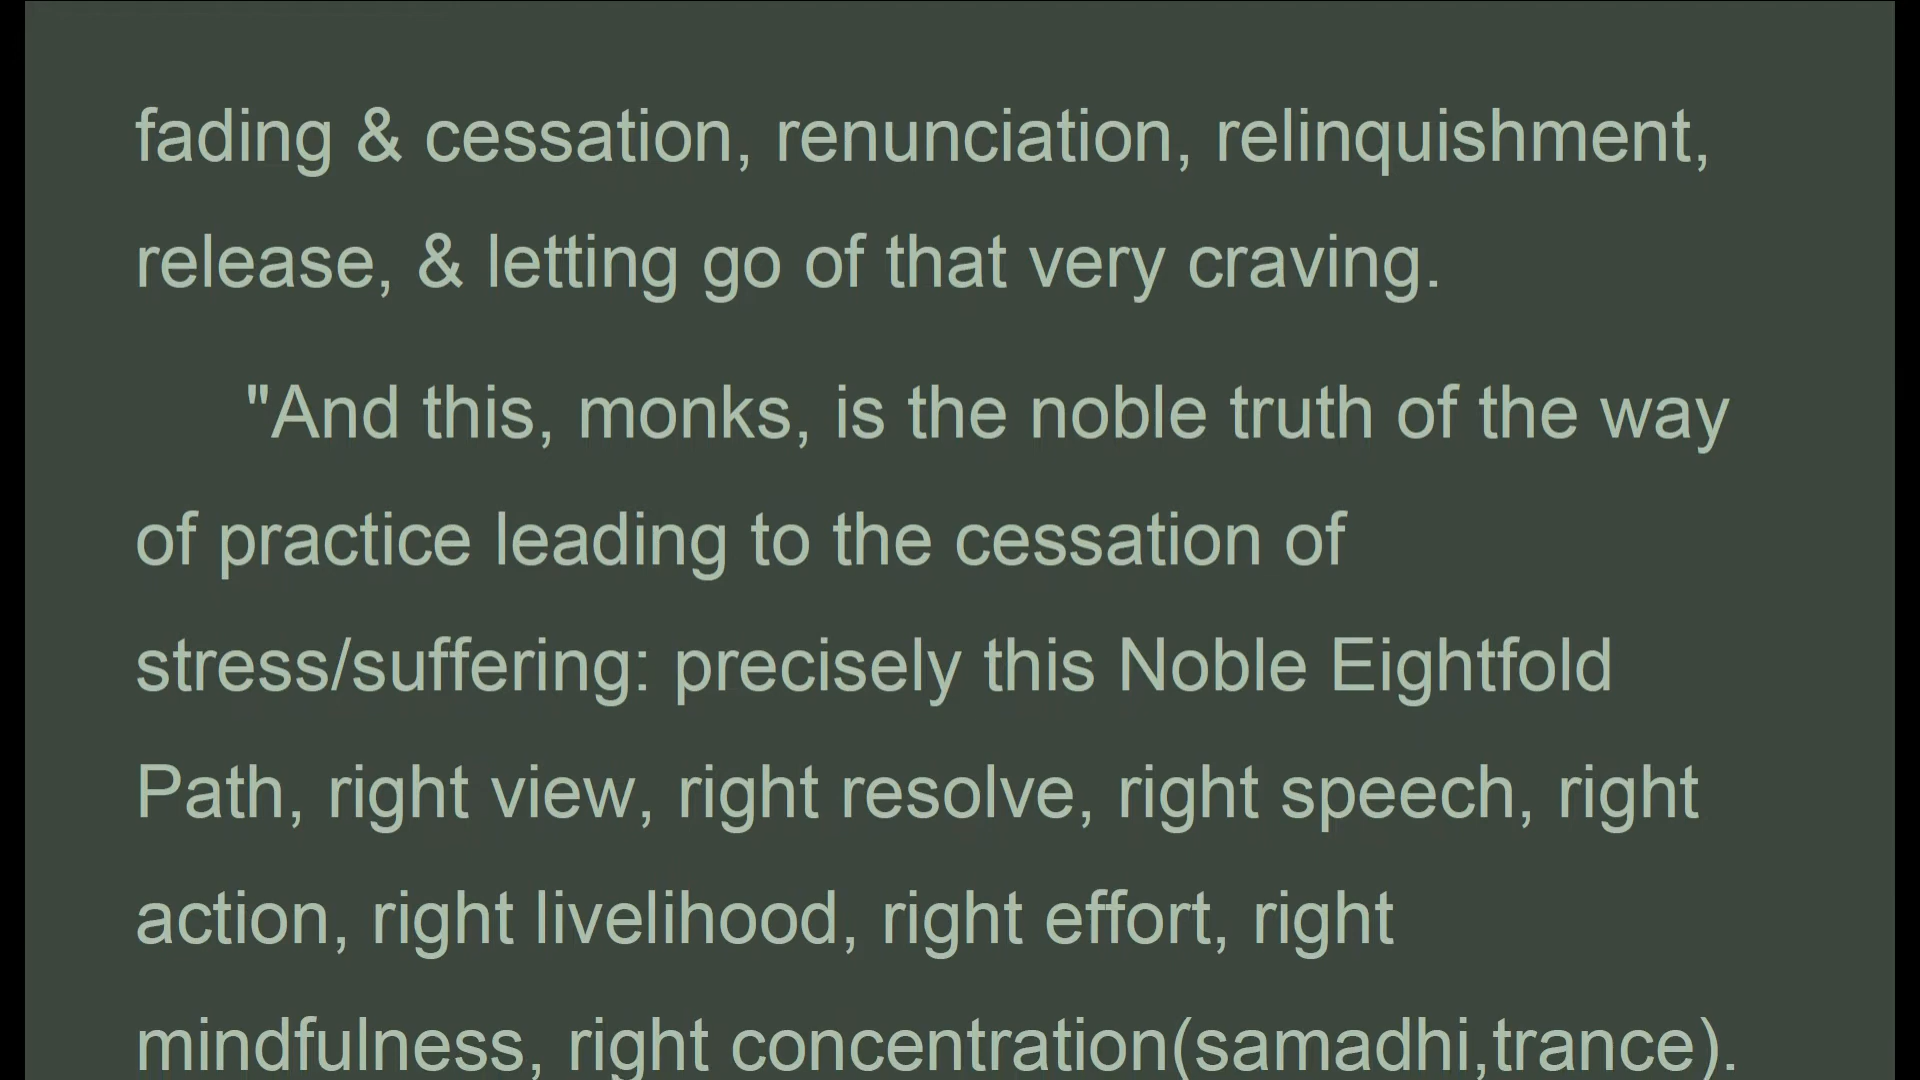 fading & cessation, renunciation, relinquishment,
release, & letting go of that very craving.
"And this, monks, is the noble truth of the way
of practice leading to the cessation of
stress/suffering: precisely this Noble Eightfold
Path, right view, right resolve, right speech, right
action, right livelihood, right effort, right
mindfulness, right concentration(samadhi,trance).